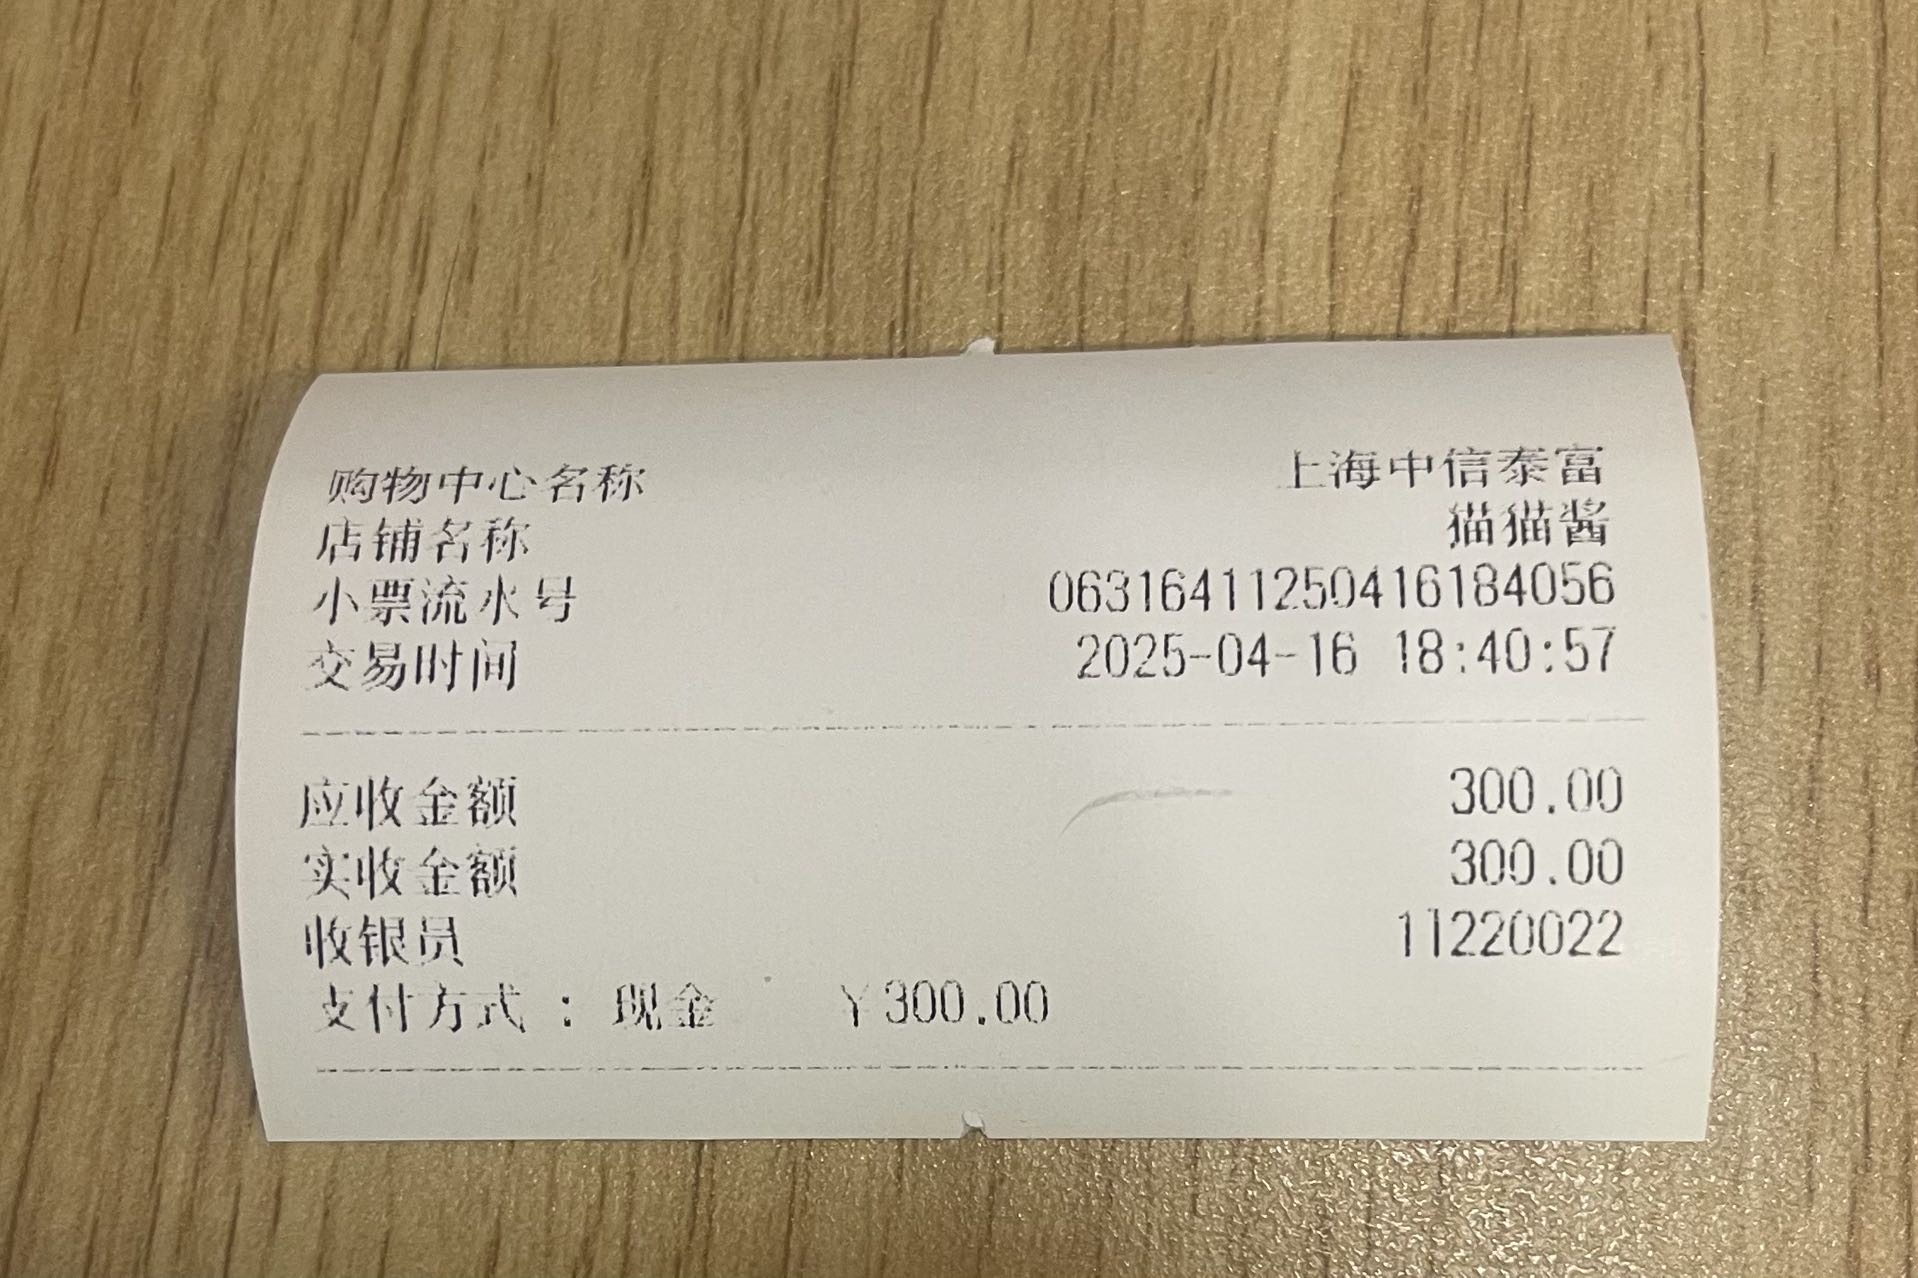 购物中心名称 上海中信泰富
店铺名称 猫猫酱
小票流水号 06316411250416184056
交易时间 2025-04-16 18:40:57
应收金额 300.00
实收金额 300.00
收银员 11220022
支付方式 : 现金 ¥300.00